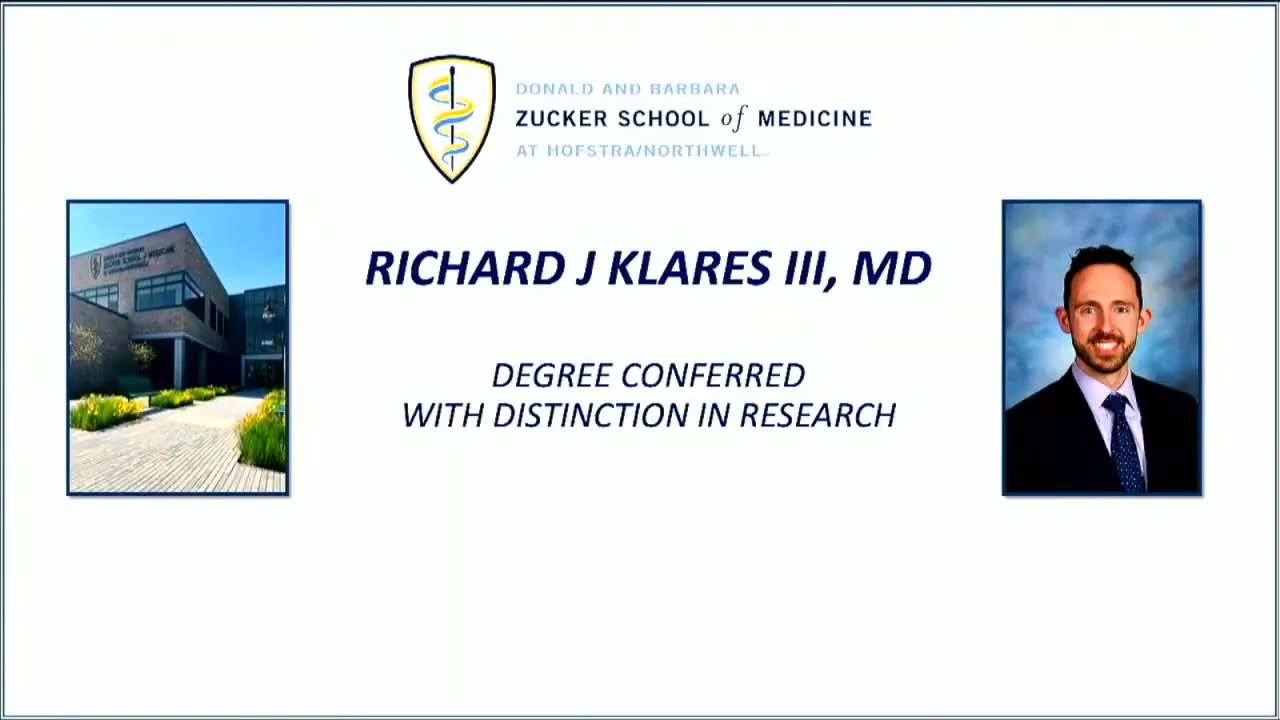 DONALD AND BARBARA
ZUCKER SCHOOL of MEDICINE
AT HOFSTRA/NORTHWELL
RICHARD J KLARES III, MD
DEGREE CONFERRED
WITH DISTINCTION IN RESEARCH